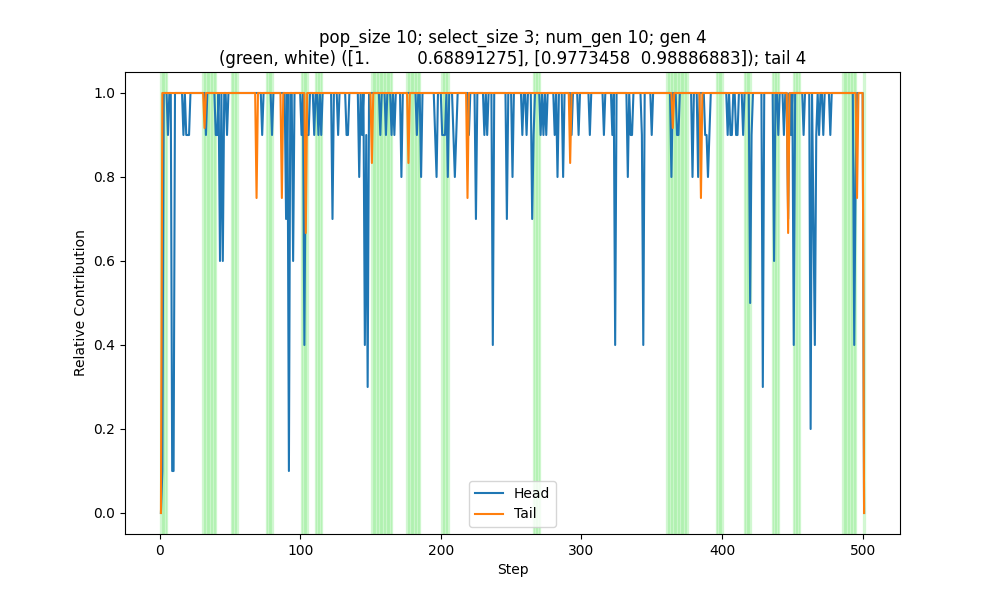 pop_size 10; select_size 3; num_gen 10; gen 4
(green, white) ([1.         0.68891275], [0.9773458  0.98886883]); tail 4
1.0
0.8
0.6
0.4
0.2
0.0
Relative Contribution
Head
Tail
0 100 200 300 400 500
Step